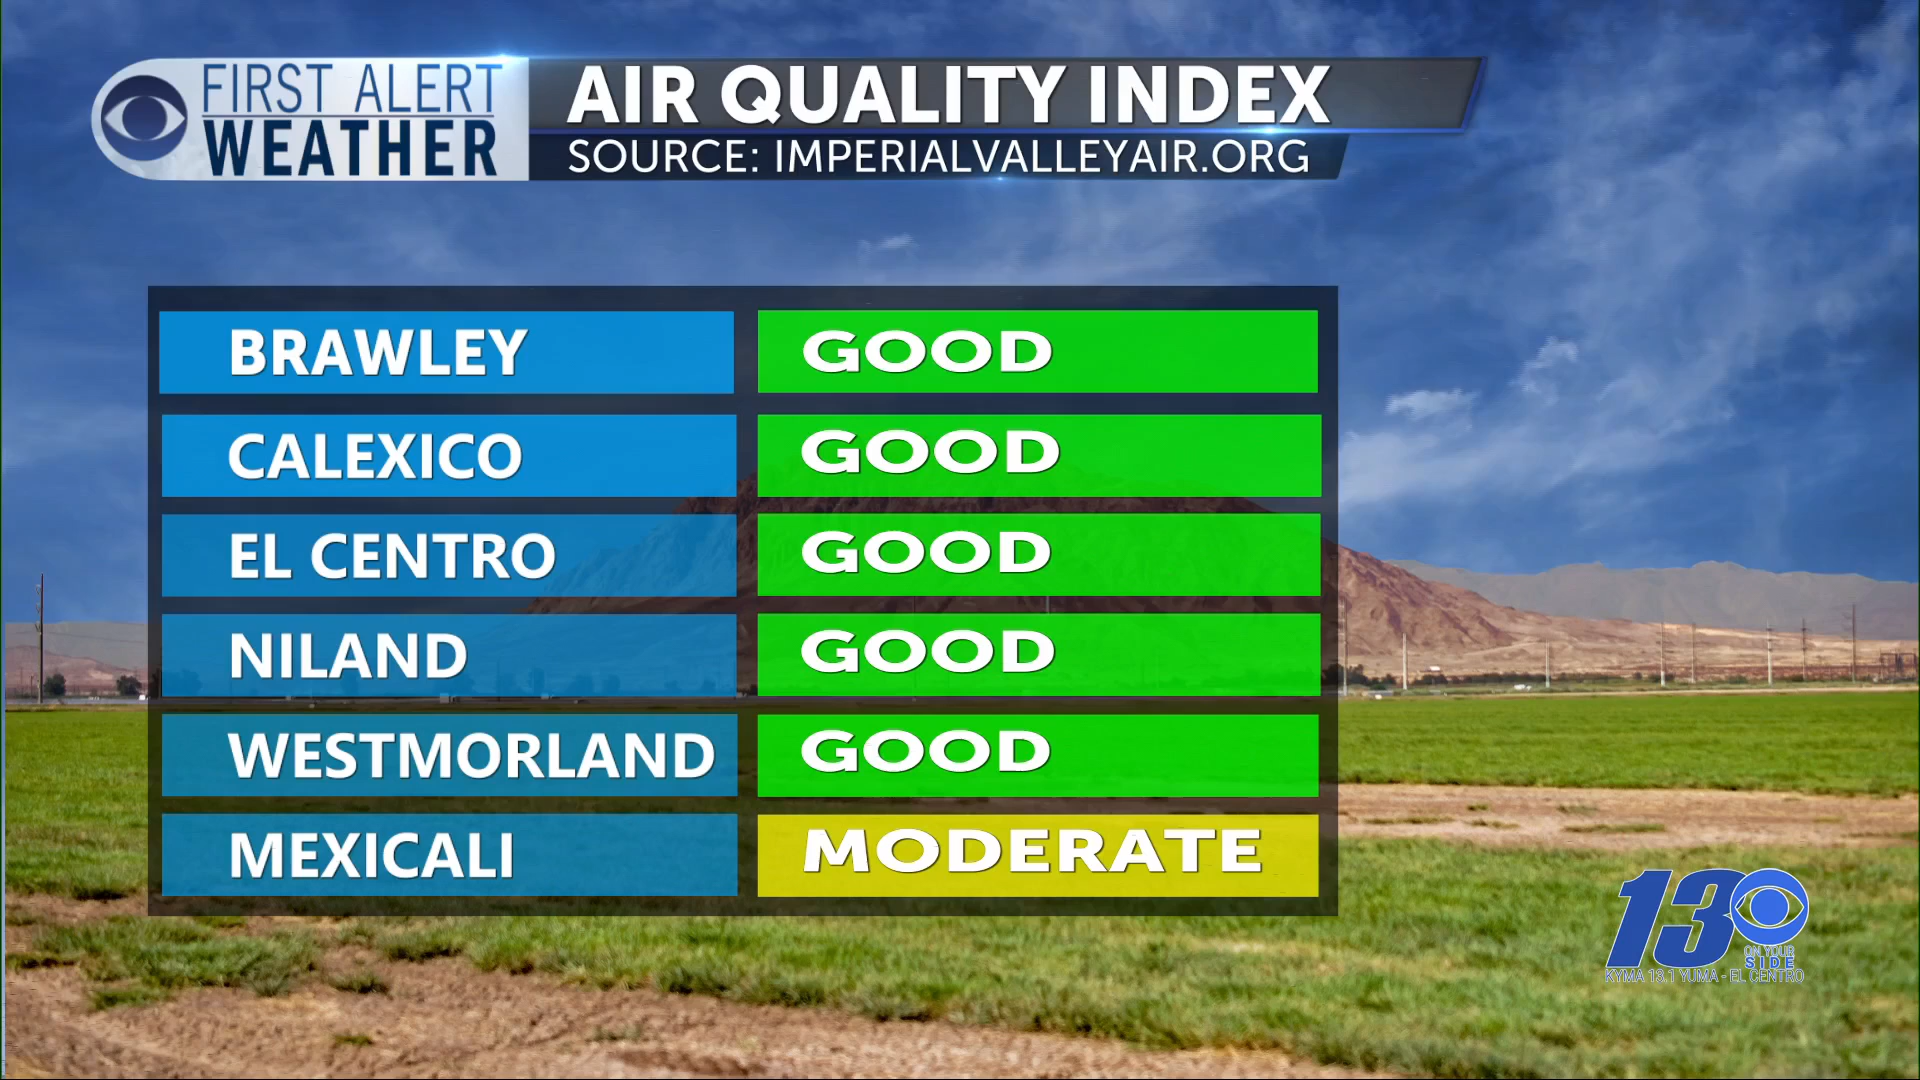 FIRST ALERT
WEATHER
AIR QUALITY INDEX
SOURCE: IMPERIALVALLEYAIR.ORG
BRAWLEY GOOD
CALEXICO GOOD
EL CENTRO GOOD
NILAND GOOD
WESTMORLAND GOOD
MEXICALI MODERATE
13
ON YOUR
SIDE
KYMA 13.1 YUMA - EL CENTRO